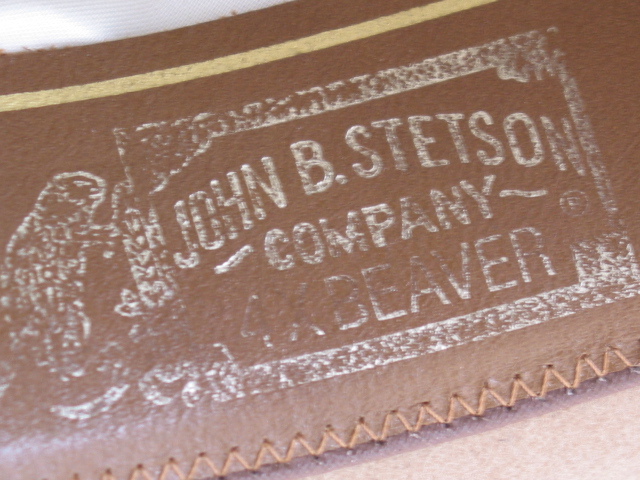 JOHN B. STETSON
- COMPANY -
®
4X BEAVER